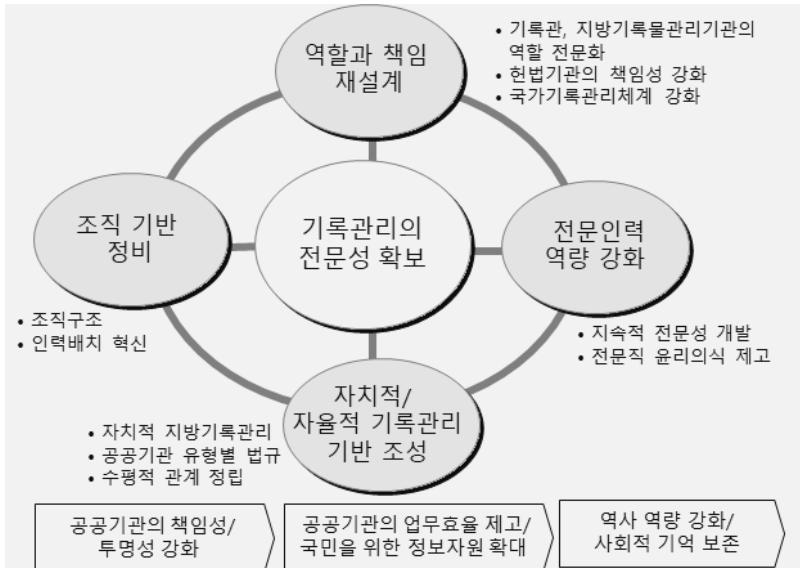 역할과 책임
재설계
• 기록관, 지방기록물관리기관의
역할 전문화
• 헌법기관의 책임성 강화
• 국가기록관리체계 강화
조직 기반
정비
기록관리의
전문성 확보
전문인력
역량 강화
• 조직구조
• 인력배치 혁신
• 지속적 전문성 개발
• 전문직 윤리의식 제고
자치적/
자율적 기록관리
기반 조성
• 자치적 지방기록관리
• 공공기관 유형별 법규
• 수평적 관계 정립
공공기관의 책임성/
투명성 강화
공공기관의 업무효율 제고/
국민을 위한 정보자원 확대
역사 역량 강화/
사회적 기억 보존